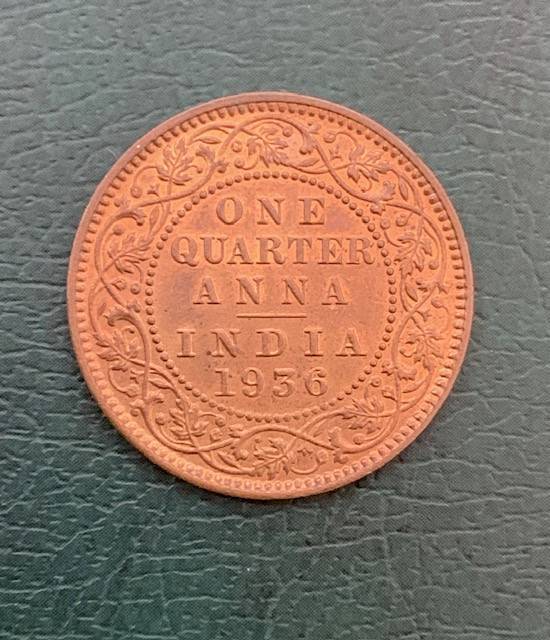 ONE
QUARTER
ANNA
INDIA
1936